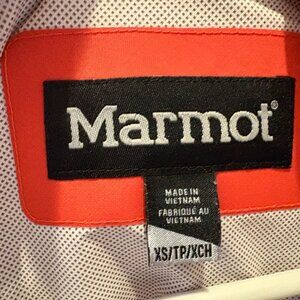 Marmot®
MADE IN
VIETNAM
FABRIQUÉ AU
VIETNAM
XS/TP/XCH